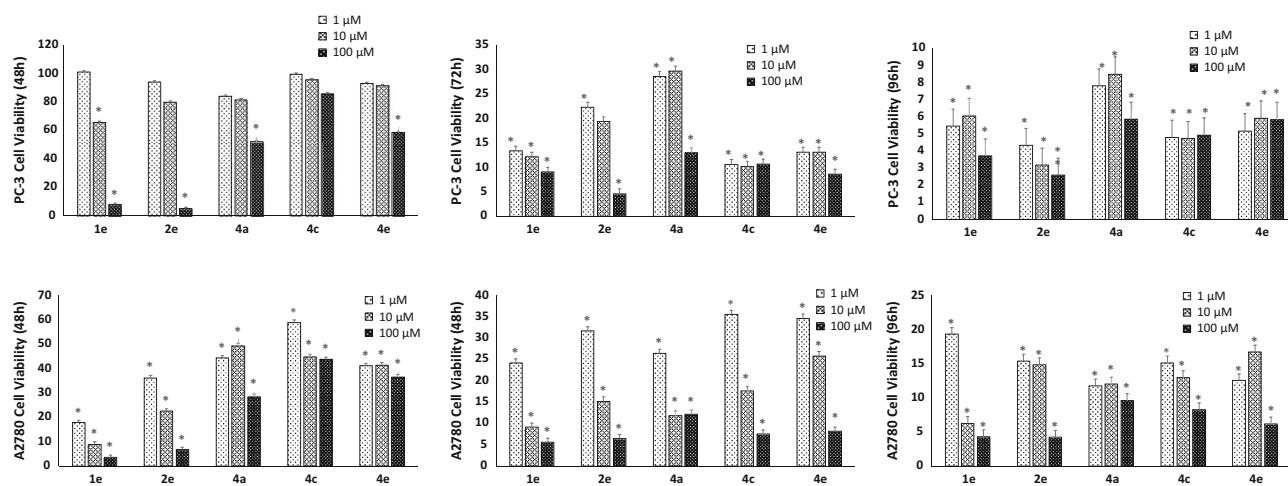 PC-3 Cell Viability (48h)
120
100
80
60
40
20
0
1 µM
10 µM
100 µM
* * * * *
1e 2e 4a 4c 4e
PC-3 Cell Viability (72h)
35
30
25
20
15
10
5
0
1 µM
10 µM
100 µM
* * * * * * * * * * * * * *
1e 2e 4a 4c 4e
PC-3 Cell Viability (96h)
10
9
8
7
6
5
4
3
2
1
0
1 µM
10 µM
100 µM
* * * * * * * * * * * * * * *
1e 2e 4a 4c 4e
A2780 Cell Viability (48h)
70
60
50
40
30
20
10
0
1 µM
10 µM
100 µM
* * * * * * * * * * * * * * *
1e 2e 4a 4c 4e
A2780 Cell Viability (48h)
40
35
30
25
20
15
10
5
0
1 µM
10 µM
100 µM
* * * * * * * * * * * * * * *
1e 2e 4a 4c 4e
A2780 Cell Viability (96h)
25
20
15
10
5
0
1 µM
10 µM
100 µM
* * * * * * * * * * * * * * *
1e 2e 4a 4c 4e